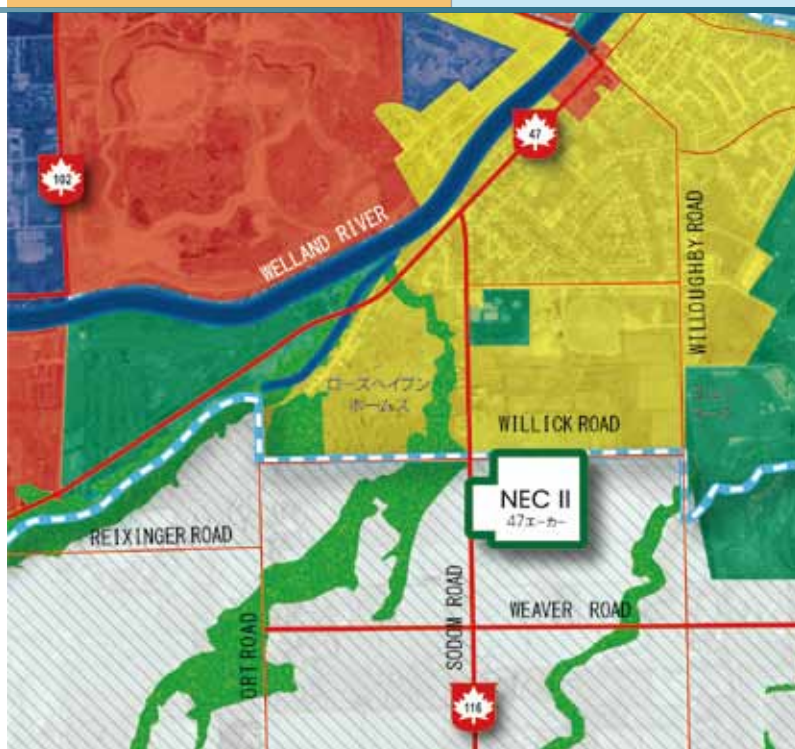 47
102
WELLAND RIVER
WILLOUGHBY ROAD
ローズヘイブン
ホームス
WILLICK ROAD
NEC II
47エーカー
REIXINGER ROAD
WEAVER ROAD
SODOM ROAD
ORT ROAD
116